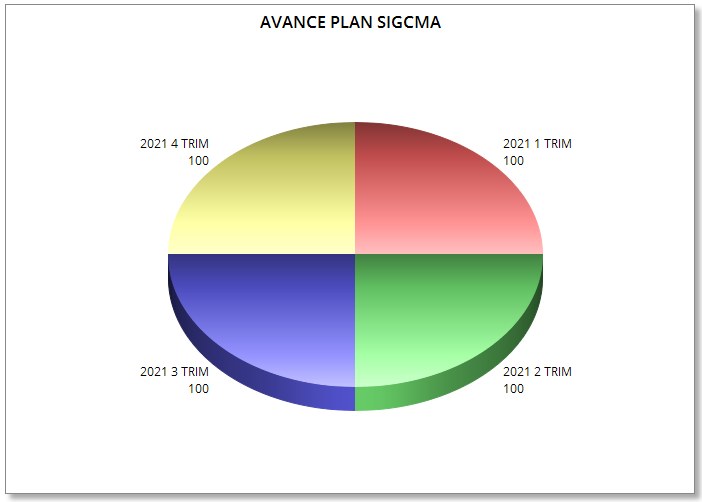 AVANCE PLAN SIGCMA
2021 4 TRIM
100
2021 1 TRIM
100
2021 3 TRIM
100
2021 2 TRIM
100